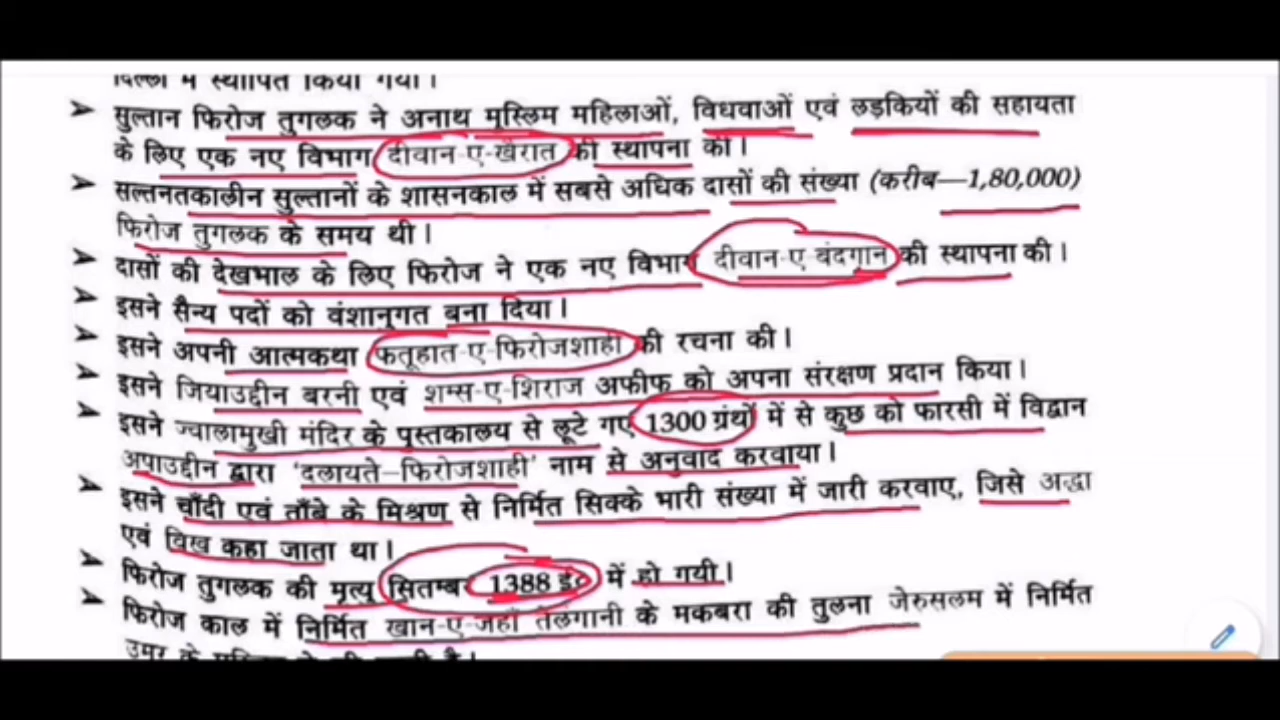 दिल्ली में स्थापित किया गया।
➤ सुल्तान फिरोज तुगलक ने अनाथ मुस्लिम महिलाओं, विधवाओं एवं लड़कियों की सहायता
के लिए एक नए विभाग दीवान-ए-खैरात की स्थापना की।
➤ सल्तनतकालीन सुल्तानों के शासनकाल में सबसे अधिक दासों की संख्या (करीब—1,80,000)
फिरोज तुगलक के समय थी।
➤ दासों की देखभाल के लिए फिरोज ने एक नए विभाग दीवान-ए-बंदगान की स्थापना की।
➤ इसने सैन्य पदों को वंशानुगत बना दिया।
➤ इसने अपनी आत्मकथा फतूहात-ए-फिरोजशाही की रचना की।
➤ इसने जियाउद्दीन बरनी एवं शम्स-ए-शिराज अफीफ को अपना संरक्षण प्रदान किया।
➤ इसने ज्वालामुखी मंदिर के पुस्तकालय से लूटे गए 1300 ग्रंथों में से कुछ को फारसी में विद्वान
अपाउद्दीन द्वारा 'दलायते–फिरोजशाही' नाम से अनुवाद करवाया।
➤ इसने चाँदी एवं ताँबे के मिश्रण से निर्मित सिक्के भारी संख्या में जारी करवाए, जिसे अद्धा
एवं विख कहा जाता था।
➤ फिरोज तुगलक की मृत्यु सितम्बर 1388 ई० में हो गयी।
➤ फिरोज काल में निर्मित खान-ए-जहाँ तेलंगानी के मकबरा की तुलना जेरुसलम में निर्मित
उमर के मस्जिद से की जाती है।